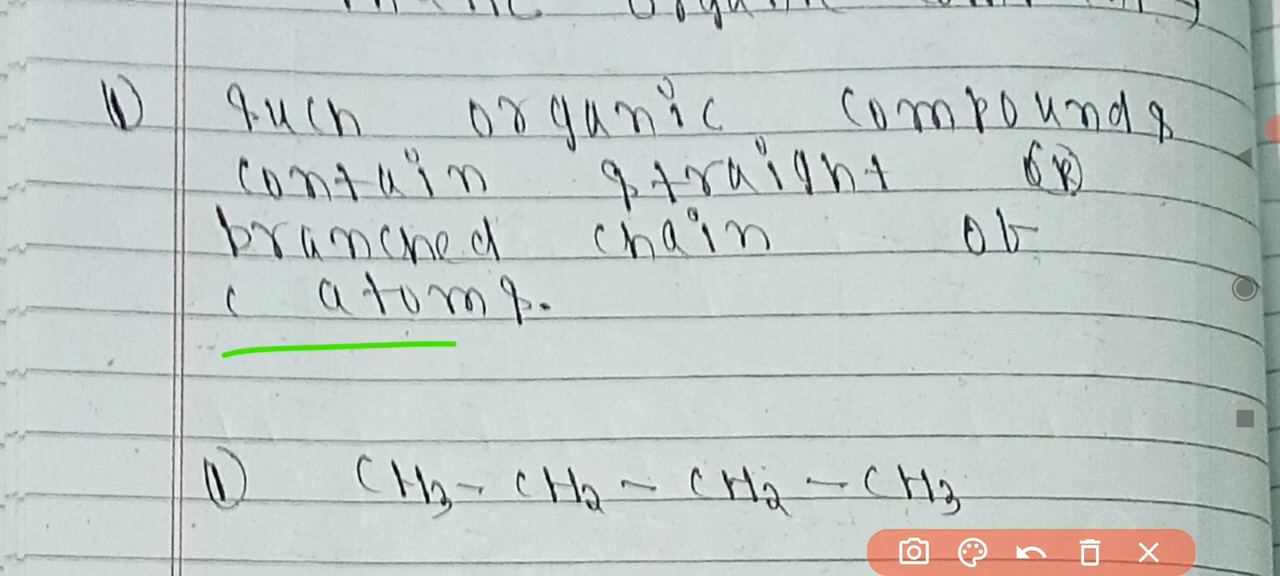 1) Such organic compounds
contain straight (or)
branched chain of
C atoms.
1) CH3 - CH2 - CH2 - CH3